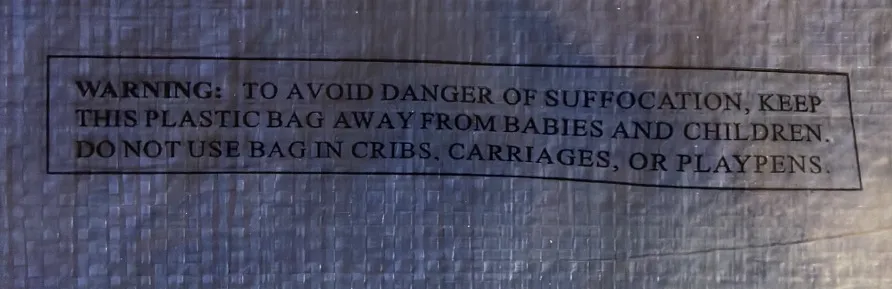 WARNING: TO AVOID DANGER OF SUFFOCATION, KEEP
THIS PLASTIC BAG AWAY FROM BABIES AND CHILDREN.
DO NOT USE BAG IN CRIBS, CARRIAGES, OR PLAYPENS.